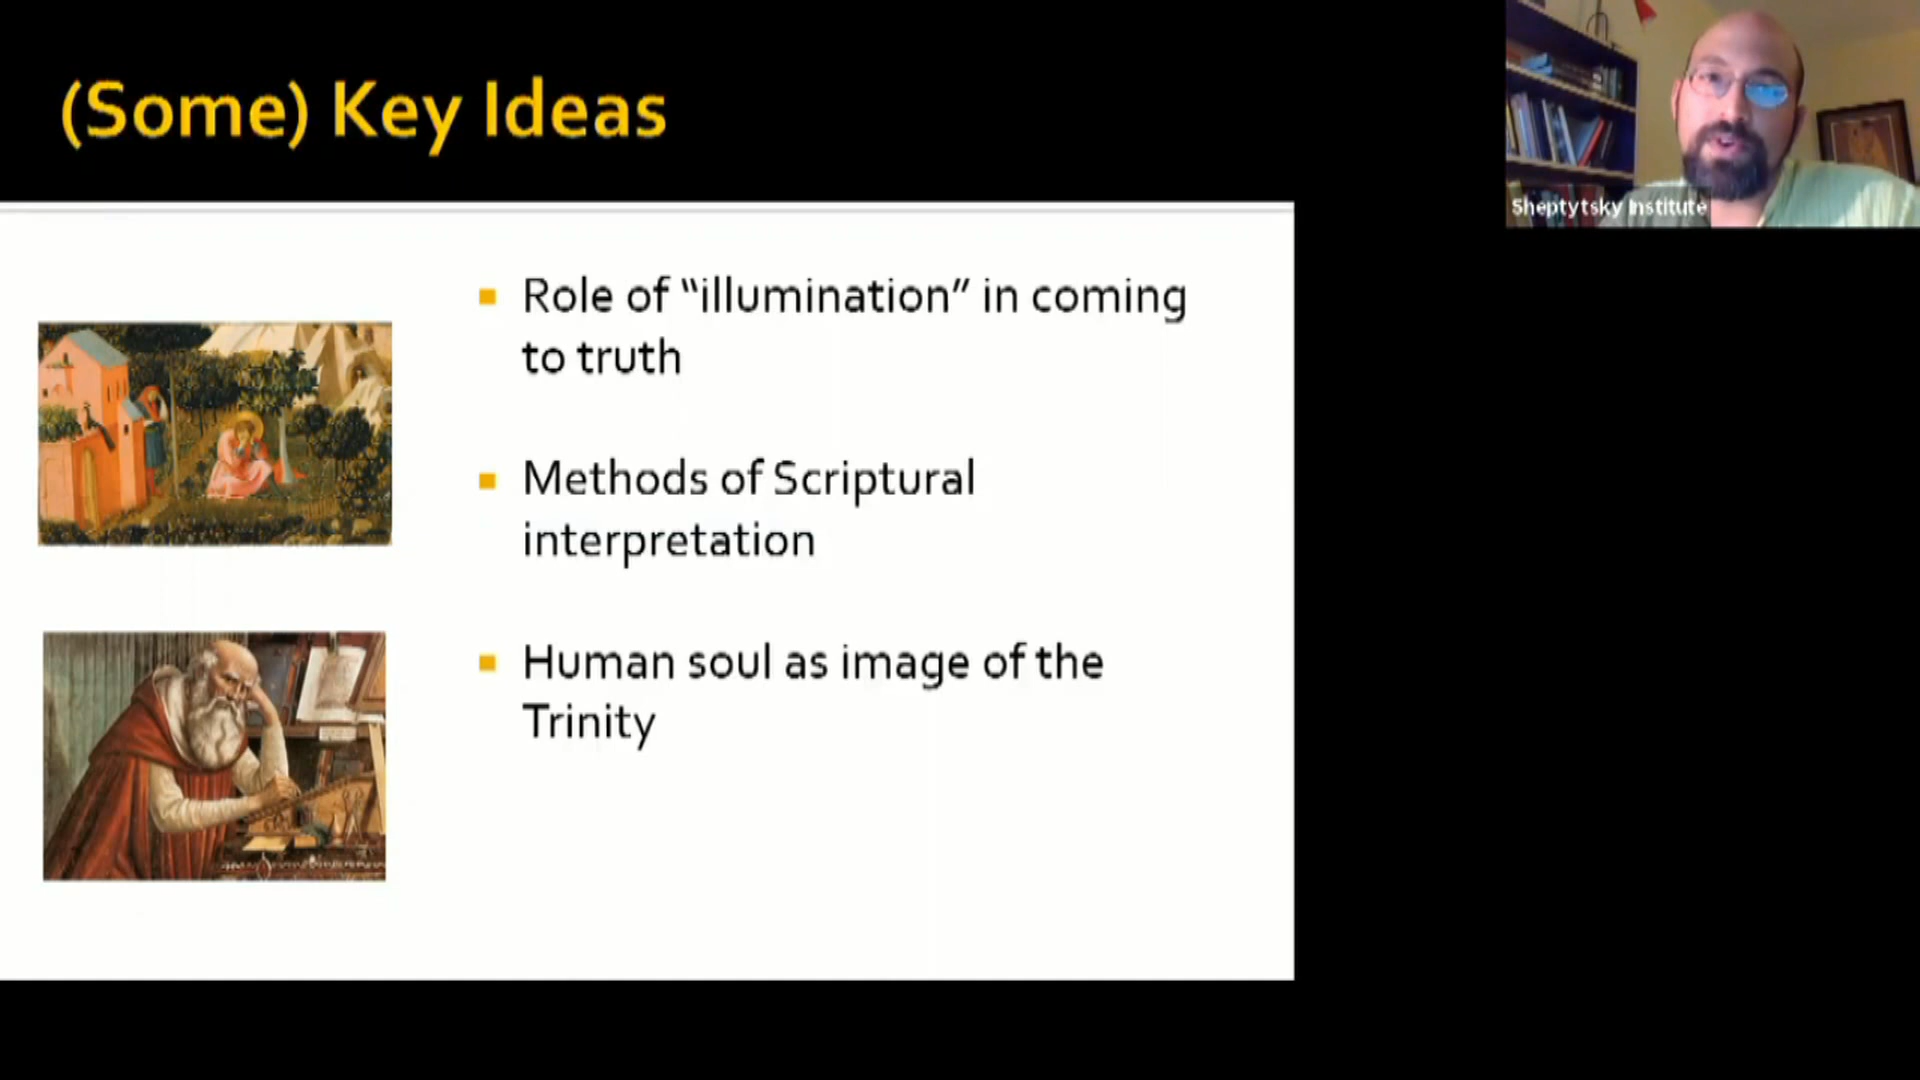 (Some) Key Ideas
Sheptytsky Institute
Role of “illumination” in coming
to truth
Methods of Scriptural
interpretation
Human soul as image of the
Trinity